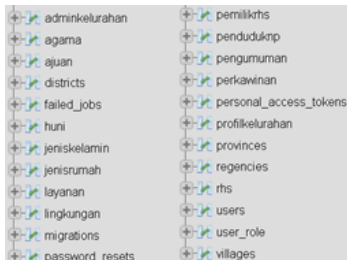 adminkelurahan
agama
ajuan
districts
failed_jobs
huni
jeniskelamin
jenisrumah
layanan
lingkungan
migrations
password_resets
pemilikrhs
penduduknp
pengumuman
perkawinan
personal_access_tokens
profilkelurahan
provinces
regencies
rhs
users
user_role
villages